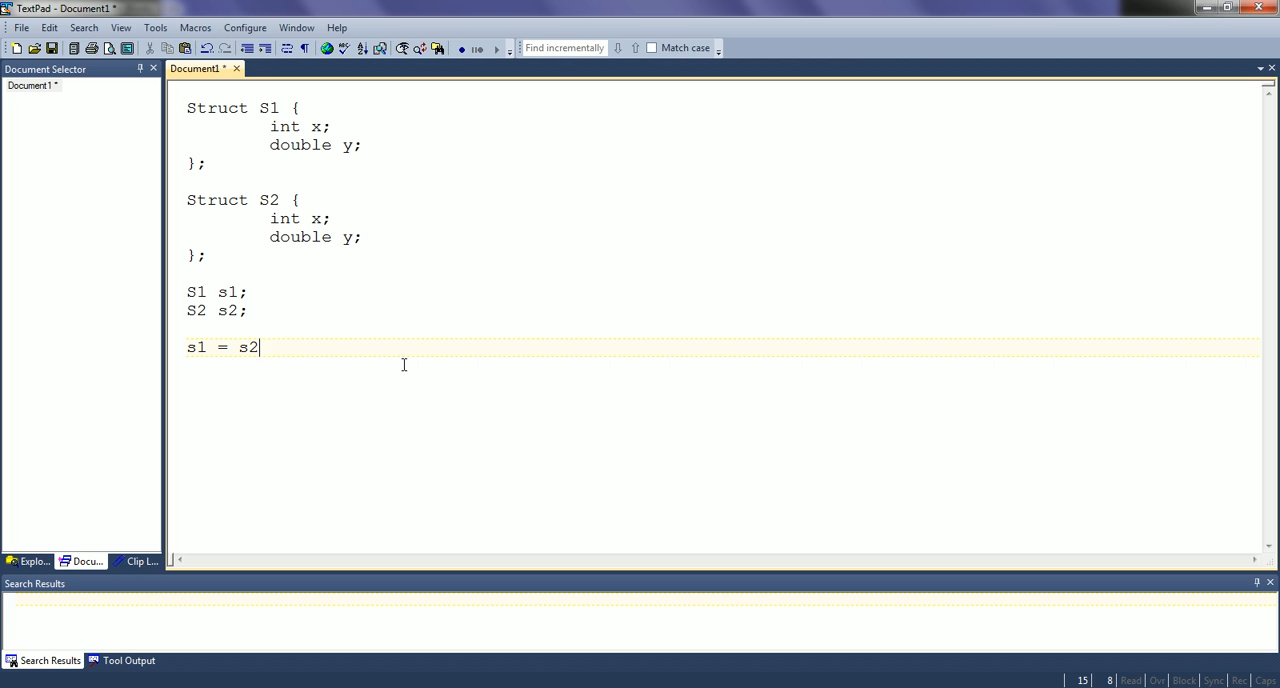 TextPad - Document1 *
File Edit Search View Tools Macros Configure Window Help
Find incrementally Match case
Document Selector
Document1 *
Document1 *
Struct S1 {
int x;
double y;
};
Struct S2 {
int x;
double y;
};
S1 s1;
S2 s2;
s1 = s2
Explo... Docu... Clip L...
Search Results
Search Results Tool Output
15 8 Read Ovr Block Sync Rec Caps